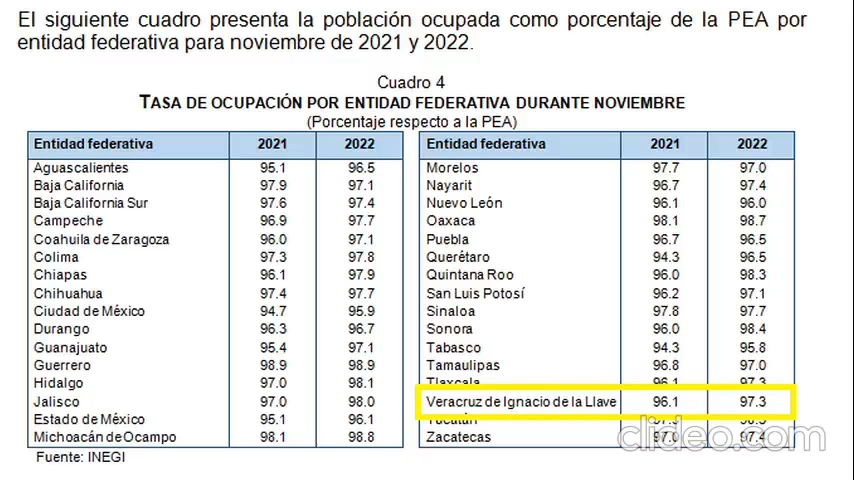 El siguiente cuadro presenta la población ocupada como porcentaje de la PEA por
entidad federativa para noviembre de 2021 y 2022.
Cuadro 4
TASA DE OCUPACIÓN POR ENTIDAD FEDERATIVA DURANTE NOVIEMBRE
(Porcentaje respecto a la PEA)
Entidad federativa 2021 2022 Entidad federativa 2021 2022
Aguascalientes 95.1 96.5 Morelos 97.7 97.0
Baja California 97.9 97.1 Nayarit 96.7 97.4
Baja California Sur 97.6 97.4 Nuevo León 96.1 96.0
Campeche 96.9 97.7 Oaxaca 98.1 98.7
Coahuila de Zaragoza 96.0 97.1 Puebla 96.7 96.5
Colima 97.3 97.8 Querétaro 94.3 96.5
Chiapas 96.1 97.9 Quintana Roo 96.0 98.3
Chihuahua 97.4 97.7 San Luis Potosí 96.2 97.1
Ciudad de México 94.7 95.9 Sinaloa 97.8 97.7
Durango 96.3 96.7 Sonora 96.0 98.4
Guanajuato 95.4 97.1 Tabasco 94.3 95.8
Guerrero 98.9 98.9 Tamaulipas 96.8 97.0
Hidalgo 97.0 98.1 Tlaxcala 96.1 97.3
Jalisco 97.0 98.0 Veracruz de Ignacio de la Llave 96.1 97.3
Estado de México 95.1 96.1 Yucatán
Michoacán de Ocampo 98.1 98.8 Zacatecas 97.0 97.4
Fuente: INEGI
clideo.com